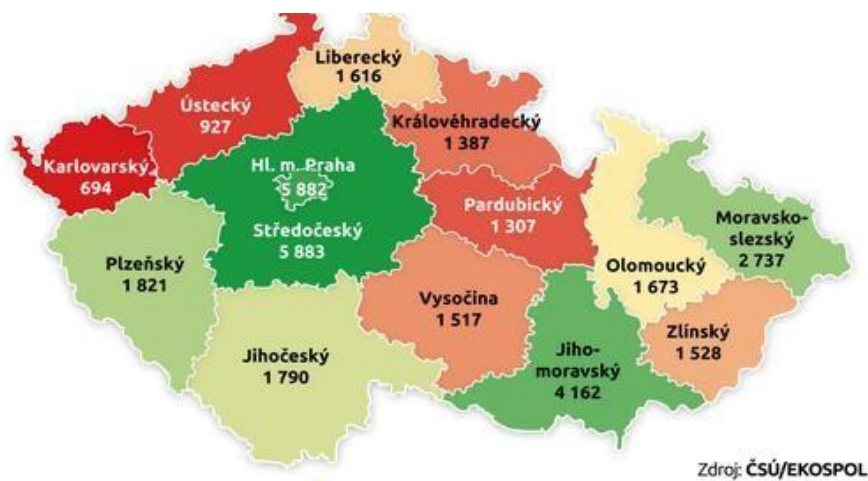 Liberecký
1 616
Ústecký
927
Královéhradecký
1 387
Karlovarský
694
Hl. m. Praha
5 882
Středočeský
5 883
Pardubický
1 307
Moravsko-
slezský
2 737
Plzeňský
1 821
Olomoucký
1 673
Vysočina
1 517
Zlínský
1 528
Jihočeský
1 790
Jiho-
moravský
4 162
Zdroj: ČSÚ/EKOSPOL